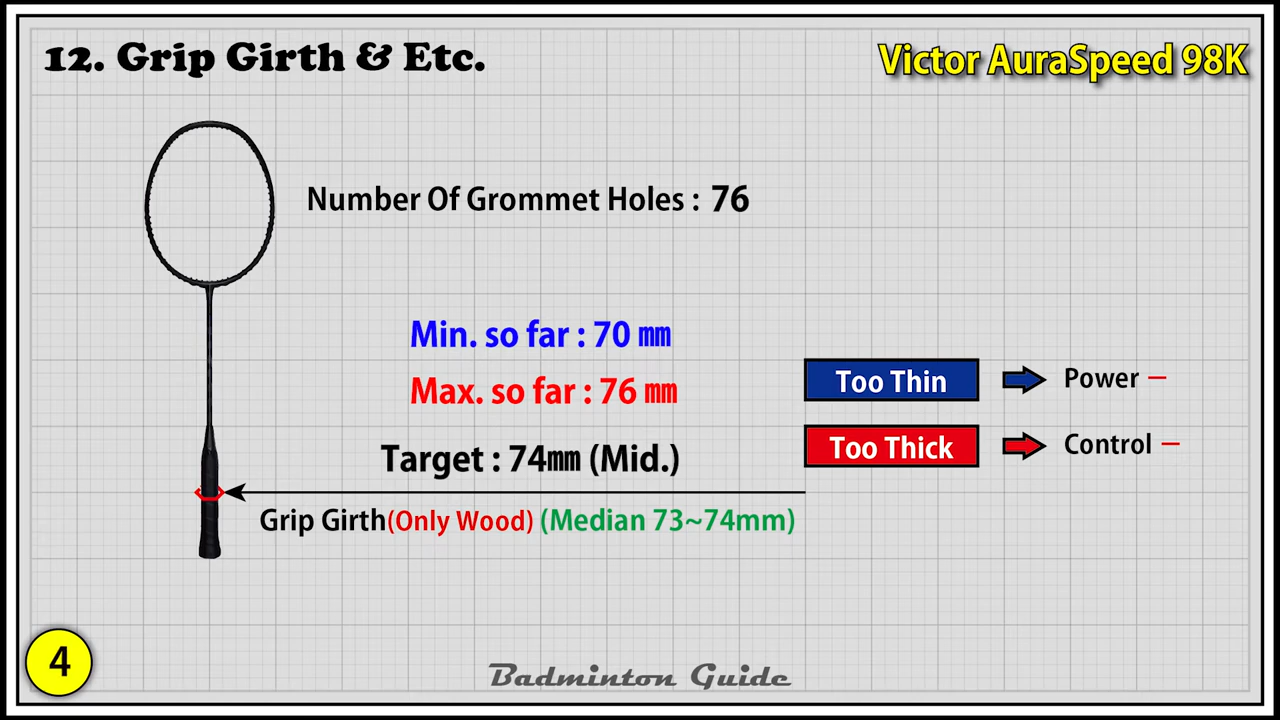 12. Grip Girth & Etc.
Victor AuraSpeed 98K
Number Of Grommet Holes : 76
Min. so far : 70 ㎜
Max. so far : 76 ㎜
Too Thin
Power −
Too Thick
Control −
Target : 74㎜ (Mid.)
Grip Girth(Only Wood) (Median 73~74mm)
4
Badminton Guide